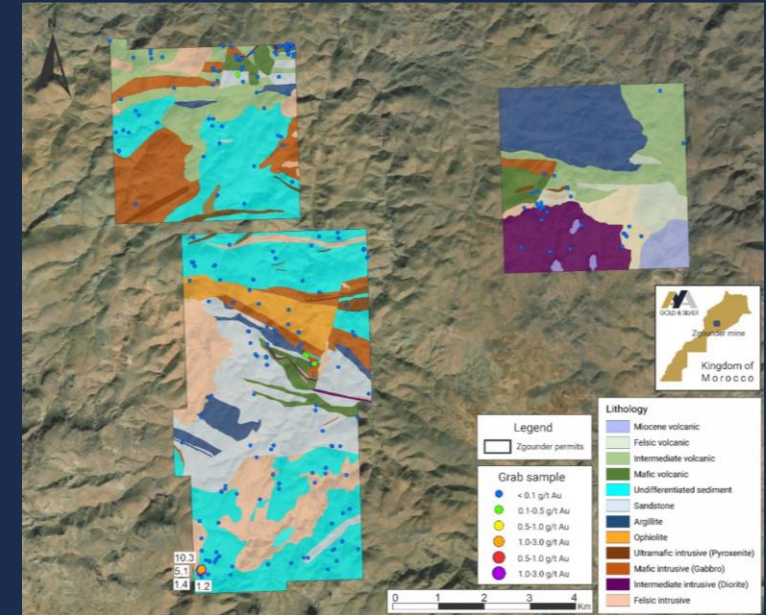 N
GOLD & SILVER
Zgounder mine
Kingdom of
Morocco
Legend
Zgounder permits
Grab sample
< 0.1 g/t Au
0.1-0.5 g/t Au
0.5-1.0 g/t Au
1.0-3.0 g/t Au
0.5-1.0 g/t Au
1.0-3.0 g/t Au
Lithology
Miocene volcanic
Felsic volcanic
Intermediate volcanic
Mafic volcanic
Undifferentiated sediment
Sandstone
Argillite
Ophiolite
Ultramafic intrusive (Pyroxenite)
Mafic intrusive (Gabbro)
Intermediate intrusive (Diorite)
Felsic intrusive
10.3
5.1
1.4 1.2
0 1 2 3 4
Km